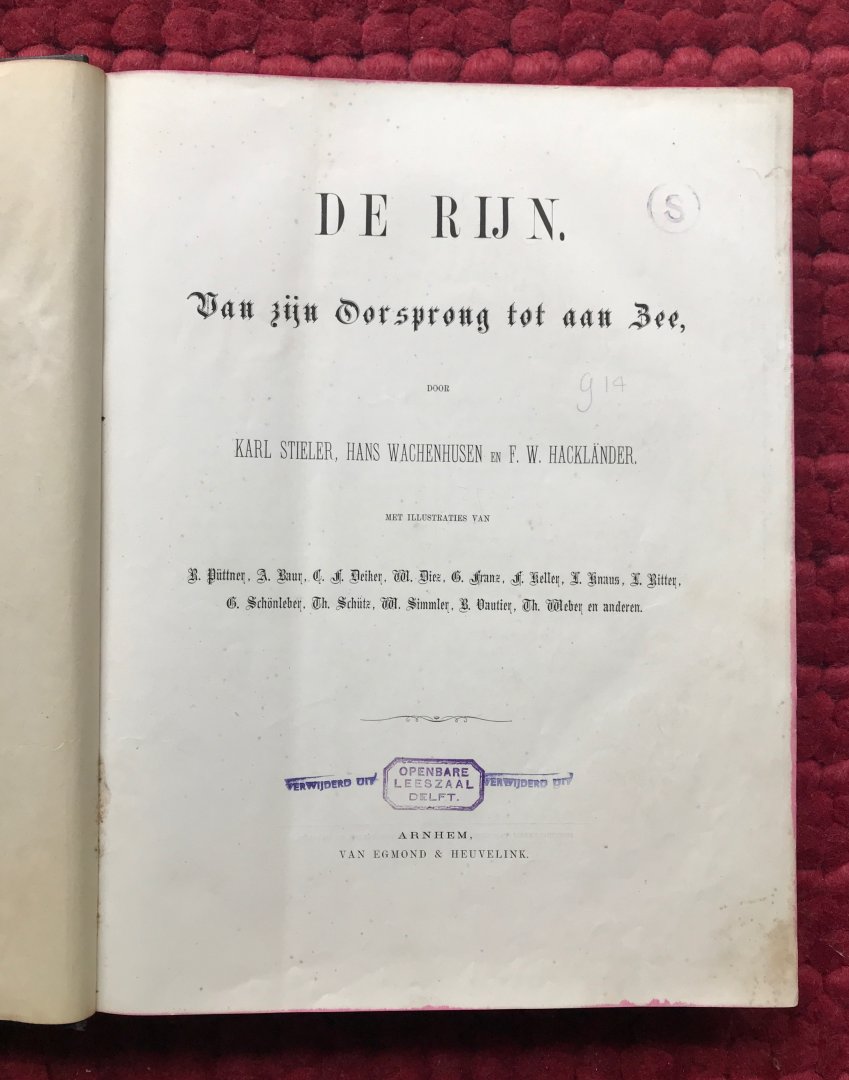 DE RIJN.
S
Van zijn Oorsprong tot aan Zee,
DOOR
g 14
KARL STIELER, HANS WACHENHUSEN EN F. W. HACKLÄNDER.
MET ILLUSTRATIES VAN
R. Püttner, A. Baur, C. F. Deiker, W. Diez, G. Franz, F. Keller, L. Knaus, L. Ritter,
G. Schönleber, Th. Schütz, W. Simmler, B. Vautier, Th. Weber en anderen.
VERWIJDERD UIT OPENBARE LEESZAAL DELFT. VERWIJDERD UIT
ARNHEM,
VAN EGMOND & HEUVELINK.